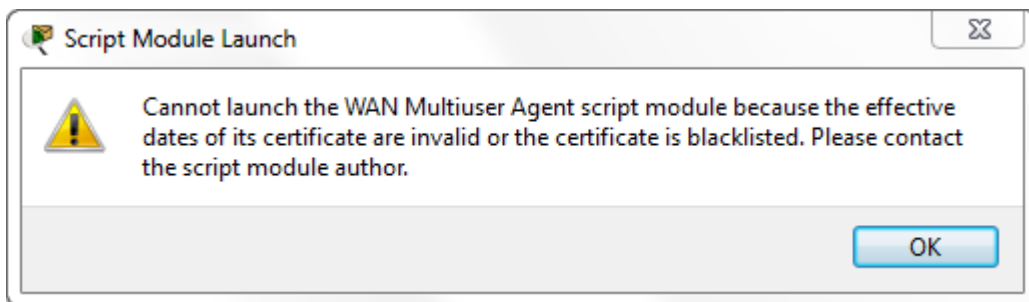 Script Module Launch
Cannot launch the WAN Multiuser Agent script module because the effective
dates of its certificate are invalid or the certificate is blacklisted. Please contact
the script module author.
OK